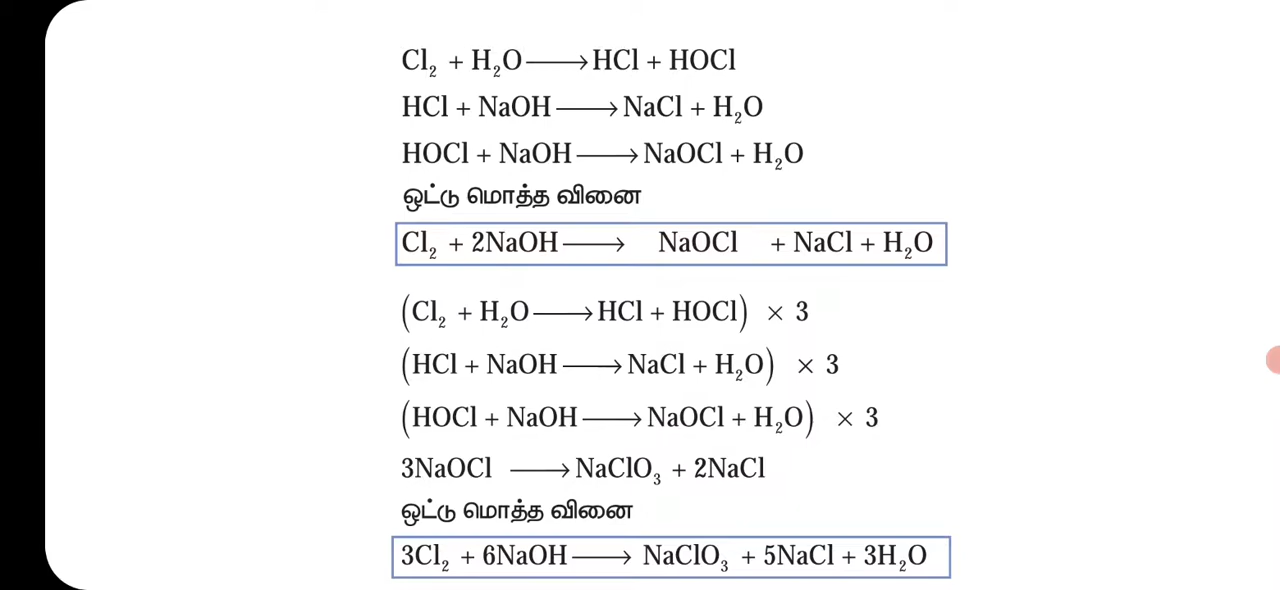 Cl₂ + H₂O ⟶ HCl + HOCl
HCl + NaOH ⟶ NaCl + H₂O
HOCl + NaOH ⟶ NaOCl + H₂O
ஒட்டு மொத்த வினை
Cl₂ + 2NaOH ⟶ NaOCl + NaCl + H₂O
(Cl₂ + H₂O ⟶ HCl + HOCl) × 3
(HCl + NaOH ⟶ NaCl + H₂O) × 3
(HOCl + NaOH ⟶ NaOCl + H₂O) × 3
3NaOCl ⟶ NaClO₃ + 2NaCl
ஒட்டு மொத்த வினை
3Cl₂ + 6NaOH ⟶ NaClO₃ + 5NaCl + 3H₂O